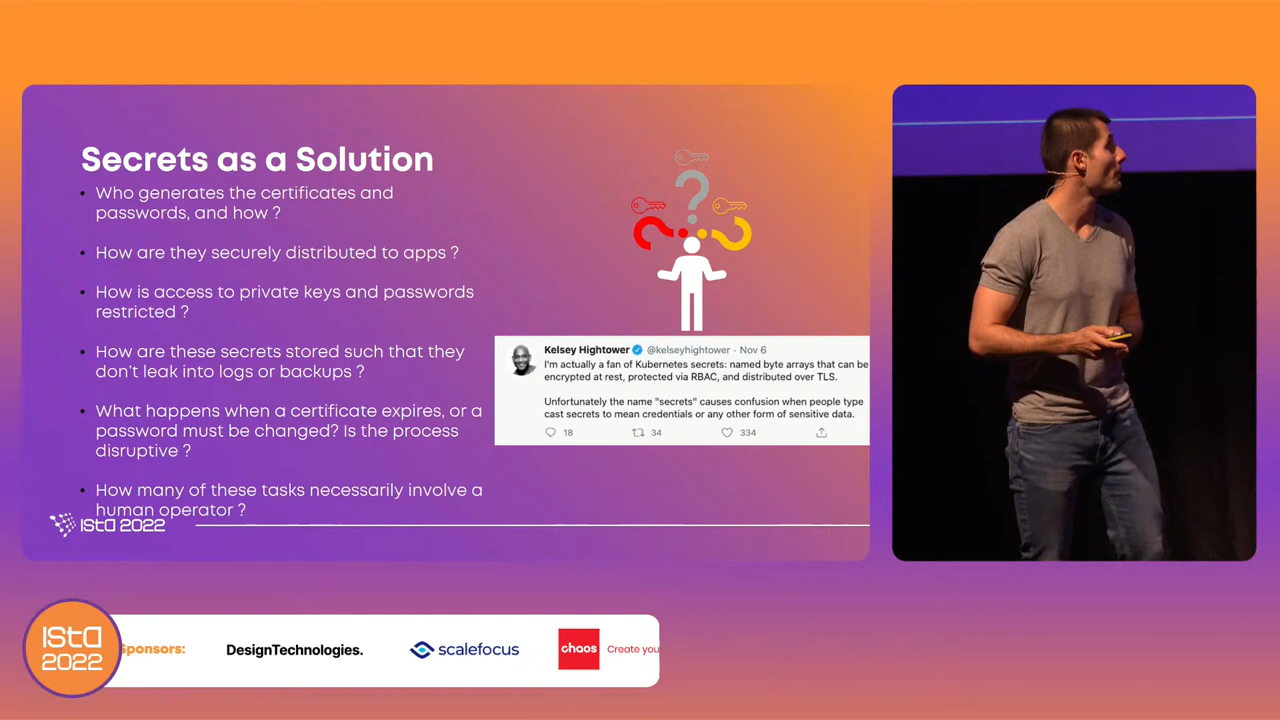 Secrets as a Solution
• Who generates the certificates and
passwords, and how ?
• How are they securely distributed to apps ?
• How is access to private keys and passwords
restricted ?
• How are these secrets stored such that they
don't leak into logs or backups ?
• What happens when a certificate expires, or a
password must be changed? Is the process
disruptive ?
• How many of these tasks necessarily involve a
human operator ?
Kelsey Hightower @kelseyhightower · Nov 6
I'm actually a fan of Kubernetes secrets: named byte arrays that can be
encrypted at rest, protected via RBAC, and distributed over TLS.
Unfortunately the name "secrets" causes confusion when people type
cast secrets to mean credentials or any other form of sensitive data.
18 34 334
ISTA 2022
ISTA
2022
Sponsors: DesignTechnologies. scalefocus chaos Create you